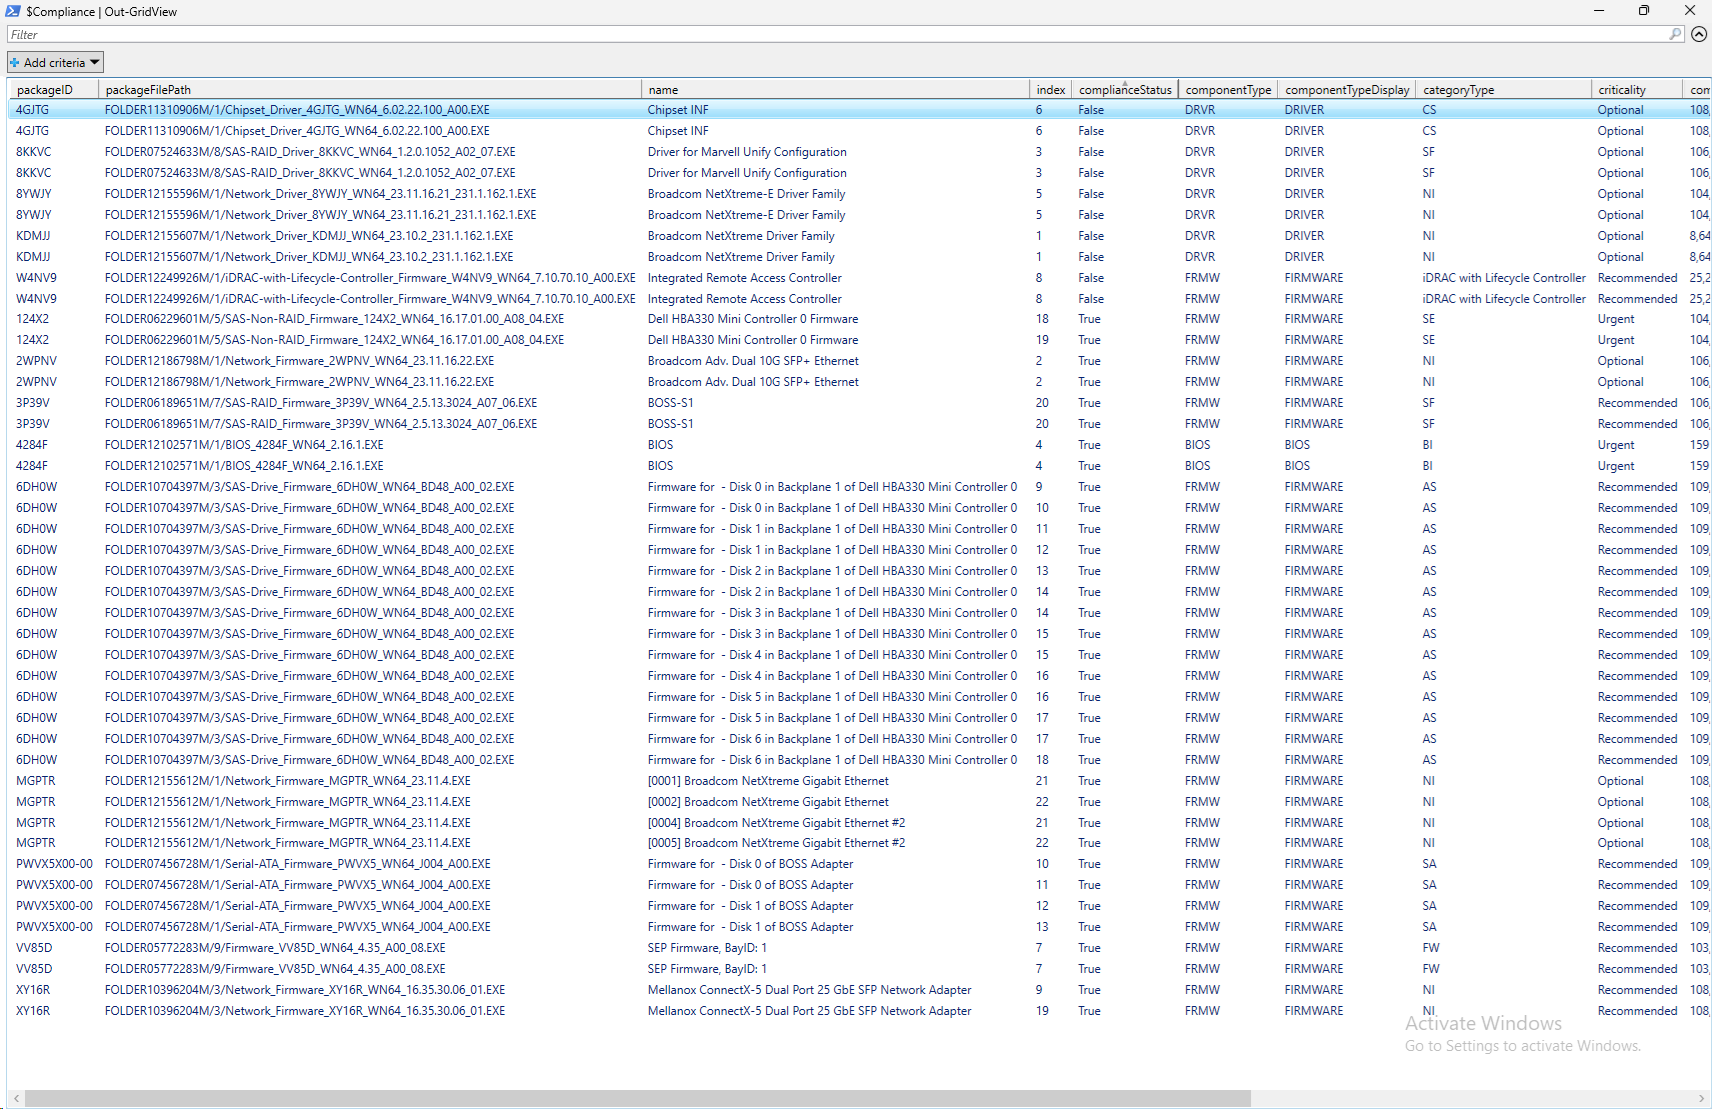 $Compliance | Out-GridView
Filter
Add criteria
packageID packageFilePath name index complianceStatus componentType componentTypeDisplay categoryType criticality com
4GJTG FOLDER11310906M/1/Chipset_Driver_4GJTG_WN64_6.02.22.100_A00.EXE Chipset INF 6 False DRVR DRIVER CS Optional 108,
4GJTG FOLDER11310906M/1/Chipset_Driver_4GJTG_WN64_6.02.22.100_A00.EXE Chipset INF 6 False DRVR DRIVER CS Optional 108,
8KKVC FOLDER07524633M/8/SAS-RAID_Driver_8KKVC_WN64_1.2.0.1052_A02_07.EXE Driver for Marvell Unify Configuration 3 False DRVR DRIVER SF Optional 106,
8KKVC FOLDER07524633M/8/SAS-RAID_Driver_8KKVC_WN64_1.2.0.1052_A02_07.EXE Driver for Marvell Unify Configuration 3 False DRVR DRIVER SF Optional 106,
8YWJY FOLDER12155596M/1/Network_Driver_8YWJY_WN64_23.11.16.21_231.1.162.1.EXE Broadcom NetXtreme-E Driver Family 5 False DRVR DRIVER NI Optional 104,
8YWJY FOLDER12155596M/1/Network_Driver_8YWJY_WN64_23.11.16.21_231.1.162.1.EXE Broadcom NetXtreme-E Driver Family 5 False DRVR DRIVER NI Optional 104,
KDMJJ FOLDER12155607M/1/Network_Driver_KDMJJ_WN64_23.10.2_231.1.162.1.EXE Broadcom NetXtreme Driver Family 1 False DRVR DRIVER NI Optional 8,64
KDMJJ FOLDER12155607M/1/Network_Driver_KDMJJ_WN64_23.10.2_231.1.162.1.EXE Broadcom NetXtreme Driver Family 1 False DRVR DRIVER NI Optional 8,64
W4NV9 FOLDER12249926M/1/iDRAC-with-Lifecycle-Controller_Firmware_W4NV9_WN64_7.10.70.10_A00.EXE Integrated Remote Access Controller 8 False FRMW FIRMWARE iDRAC with Lifecycle Controller Recommended 25,2
W4NV9 FOLDER12249926M/1/iDRAC-with-Lifecycle-Controller_Firmware_W4NV9_WN64_7.10.70.10_A00.EXE Integrated Remote Access Controller 8 False FRMW FIRMWARE iDRAC with Lifecycle Controller Recommended 25,2
124X2 FOLDER06229601M/5/SAS-Non-RAID_Firmware_124X2_WN64_16.17.01.00_A08_04.EXE Dell HBA330 Mini Controller 0 Firmware 18 True FRMW FIRMWARE SE Urgent 104,
124X2 FOLDER06229601M/5/SAS-Non-RAID_Firmware_124X2_WN64_16.17.01.00_A08_04.EXE Dell HBA330 Mini Controller 0 Firmware 19 True FRMW FIRMWARE SE Urgent 104,
2WPNV FOLDER12186798M/1/Network_Firmware_2WPNV_WN64_23.11.16.22.EXE Broadcom Adv. Dual 10G SFP+ Ethernet 2 True FRMW FIRMWARE NI Optional 106,
2WPNV FOLDER12186798M/1/Network_Firmware_2WPNV_WN64_23.11.16.22.EXE Broadcom Adv. Dual 10G SFP+ Ethernet 2 True FRMW FIRMWARE NI Optional 106,
3P39V FOLDER06189651M/7/SAS-RAID_Firmware_3P39V_WN64_2.5.13.3024_A07_06.EXE BOSS-S1 20 True FRMW FIRMWARE SF Recommended 106,
3P39V FOLDER06189651M/7/SAS-RAID_Firmware_3P39V_WN64_2.5.13.3024_A07_06.EXE BOSS-S1 20 True FRMW FIRMWARE SF Recommended 106,
4284F FOLDER12102571M/1/BIOS_4284F_WN64_2.16.1.EXE BIOS 4 True BIOS BIOS BI Urgent 159
4284F FOLDER12102571M/1/BIOS_4284F_WN64_2.16.1.EXE BIOS 4 True BIOS BIOS BI Urgent 159
6DH0W FOLDER10704397M/3/SAS-Drive_Firmware_6DH0W_WN64_BD48_A00_02.EXE Firmware for - Disk 0 in Backplane 1 of Dell HBA330 Mini Controller 0 9 True FRMW FIRMWARE AS Recommended 109,
6DH0W FOLDER10704397M/3/SAS-Drive_Firmware_6DH0W_WN64_BD48_A00_02.EXE Firmware for - Disk 0 in Backplane 1 of Dell HBA330 Mini Controller 0 10 True FRMW FIRMWARE AS Recommended 109,
6DH0W FOLDER10704397M/3/SAS-Drive_Firmware_6DH0W_WN64_BD48_A00_02.EXE Firmware for - Disk 1 in Backplane 1 of Dell HBA330 Mini Controller 0 11 True FRMW FIRMWARE AS Recommended 109,
6DH0W FOLDER10704397M/3/SAS-Drive_Firmware_6DH0W_WN64_BD48_A00_02.EXE Firmware for - Disk 1 in Backplane 1 of Dell HBA330 Mini Controller 0 12 True FRMW FIRMWARE AS Recommended 109,
6DH0W FOLDER10704397M/3/SAS-Drive_Firmware_6DH0W_WN64_BD48_A00_02.EXE Firmware for - Disk 2 in Backplane 1 of Dell HBA330 Mini Controller 0 13 True FRMW FIRMWARE AS Recommended 109,
6DH0W FOLDER10704397M/3/SAS-Drive_Firmware_6DH0W_WN64_BD48_A00_02.EXE Firmware for - Disk 2 in Backplane 1 of Dell HBA330 Mini Controller 0 14 True FRMW FIRMWARE AS Recommended 109,
6DH0W FOLDER10704397M/3/SAS-Drive_Firmware_6DH0W_WN64_BD48_A00_02.EXE Firmware for - Disk 3 in Backplane 1 of Dell HBA330 Mini Controller 0 14 True FRMW FIRMWARE AS Recommended 109,
6DH0W FOLDER10704397M/3/SAS-Drive_Firmware_6DH0W_WN64_BD48_A00_02.EXE Firmware for - Disk 3 in Backplane 1 of Dell HBA330 Mini Controller 0 15 True FRMW FIRMWARE AS Recommended 109,
6DH0W FOLDER10704397M/3/SAS-Drive_Firmware_6DH0W_WN64_BD48_A00_02.EXE Firmware for - Disk 4 in Backplane 1 of Dell HBA330 Mini Controller 0 15 True FRMW FIRMWARE AS Recommended 109,
6DH0W FOLDER10704397M/3/SAS-Drive_Firmware_6DH0W_WN64_BD48_A00_02.EXE Firmware for - Disk 4 in Backplane 1 of Dell HBA330 Mini Controller 0 16 True FRMW FIRMWARE AS Recommended 109,
6DH0W FOLDER10704397M/3/SAS-Drive_Firmware_6DH0W_WN64_BD48_A00_02.EXE Firmware for - Disk 5 in Backplane 1 of Dell HBA330 Mini Controller 0 16 True FRMW FIRMWARE AS Recommended 109,
6DH0W FOLDER10704397M/3/SAS-Drive_Firmware_6DH0W_WN64_BD48_A00_02.EXE Firmware for - Disk 5 in Backplane 1 of Dell HBA330 Mini Controller 0 17 True FRMW FIRMWARE AS Recommended 109,
6DH0W FOLDER10704397M/3/SAS-Drive_Firmware_6DH0W_WN64_BD48_A00_02.EXE Firmware for - Disk 6 in Backplane 1 of Dell HBA330 Mini Controller 0 17 True FRMW FIRMWARE AS Recommended 109,
6DH0W FOLDER10704397M/3/SAS-Drive_Firmware_6DH0W_WN64_BD48_A00_02.EXE Firmware for - Disk 6 in Backplane 1 of Dell HBA330 Mini Controller 0 18 True FRMW FIRMWARE AS Recommended 109,
MGPTR FOLDER12155612M/1/Network_Firmware_MGPTR_WN64_23.11.4.EXE [0001] Broadcom NetXtreme Gigabit Ethernet 21 True FRMW FIRMWARE NI Optional 108,
MGPTR FOLDER12155612M/1/Network_Firmware_MGPTR_WN64_23.11.4.EXE [0002] Broadcom NetXtreme Gigabit Ethernet 22 True FRMW FIRMWARE NI Optional 108,
MGPTR FOLDER12155612M/1/Network_Firmware_MGPTR_WN64_23.11.4.EXE [0004] Broadcom NetXtreme Gigabit Ethernet #2 21 True FRMW FIRMWARE NI Optional 108,
MGPTR FOLDER12155612M/1/Network_Firmware_MGPTR_WN64_23.11.4.EXE [0005] Broadcom NetXtreme Gigabit Ethernet #2 22 True FRMW FIRMWARE NI Optional 108,
PWVX5X00-00 FOLDER07456728M/1/Serial-ATA_Firmware_PWVX5_WN64_J004_A00.EXE Firmware for - Disk 0 of BOSS Adapter 10 True FRMW FIRMWARE SA Recommended 109,
PWVX5X00-00 FOLDER07456728M/1/Serial-ATA_Firmware_PWVX5_WN64_J004_A00.EXE Firmware for - Disk 0 of BOSS Adapter 11 True FRMW FIRMWARE SA Recommended 109,
PWVX5X00-00 FOLDER07456728M/1/Serial-ATA_Firmware_PWVX5_WN64_J004_A00.EXE Firmware for - Disk 1 of BOSS Adapter 12 True FRMW FIRMWARE SA Recommended 109,
PWVX5X00-00 FOLDER07456728M/1/Serial-ATA_Firmware_PWVX5_WN64_J004_A00.EXE Firmware for - Disk 1 of BOSS Adapter 13 True FRMW FIRMWARE SA Recommended 109,
VV85D FOLDER05772283M/9/Firmware_VV85D_WN64_4.35_A00_08.EXE SEP Firmware, BayID: 1 7 True FRMW FIRMWARE FW Recommended 103,
VV85D FOLDER05772283M/9/Firmware_VV85D_WN64_4.35_A00_08.EXE SEP Firmware, BayID: 1 7 True FRMW FIRMWARE FW Recommended 103,
XY16R FOLDER10396204M/3/Network_Firmware_XY16R_WN64_16.35.30.06_01.EXE Mellanox ConnectX-5 Dual Port 25 GbE SFP Network Adapter 9 True FRMW FIRMWARE NI Recommended 108,
XY16R FOLDER10396204M/3/Network_Firmware_XY16R_WN64_16.35.30.06_01.EXE Mellanox ConnectX-5 Dual Port 25 GbE SFP Network Adapter 19 True FRMW FIRMWARE NI Recommended 108,
Activate Windows
Go to Settings to activate Windows.